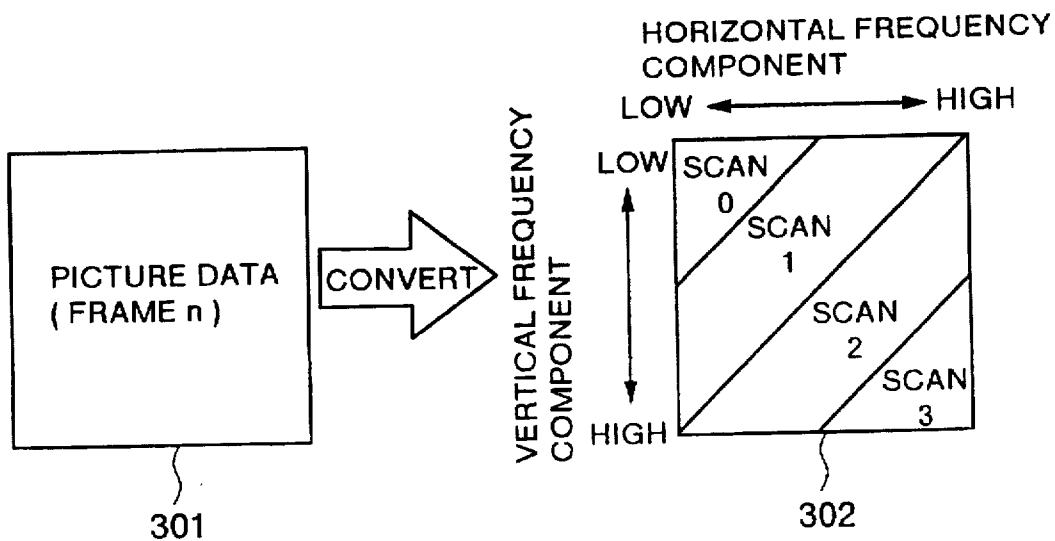 HORIZONTAL FREQUENCY
COMPONENT
LOW HIGH
PICTURE DATA
( FRAME n )
301
CONVERT
VERTICAL FREQUENCY
COMPONENT
LOW
HIGH
SCAN
0
SCAN
1
SCAN
2
SCAN
3
302